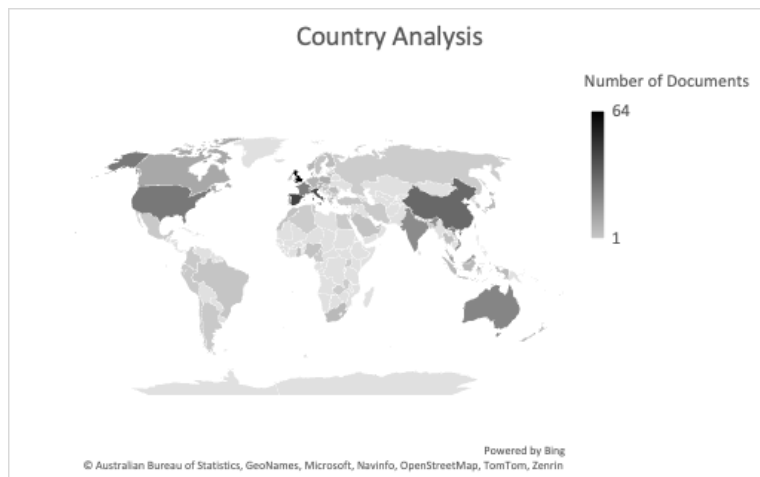 Country Analysis
Number of Documents
64
1
Powered by Bing
© Australian Bureau of Statistics, GeoNames, Microsoft, Navinfo, OpenStreetMap, TomTom, Zenrin